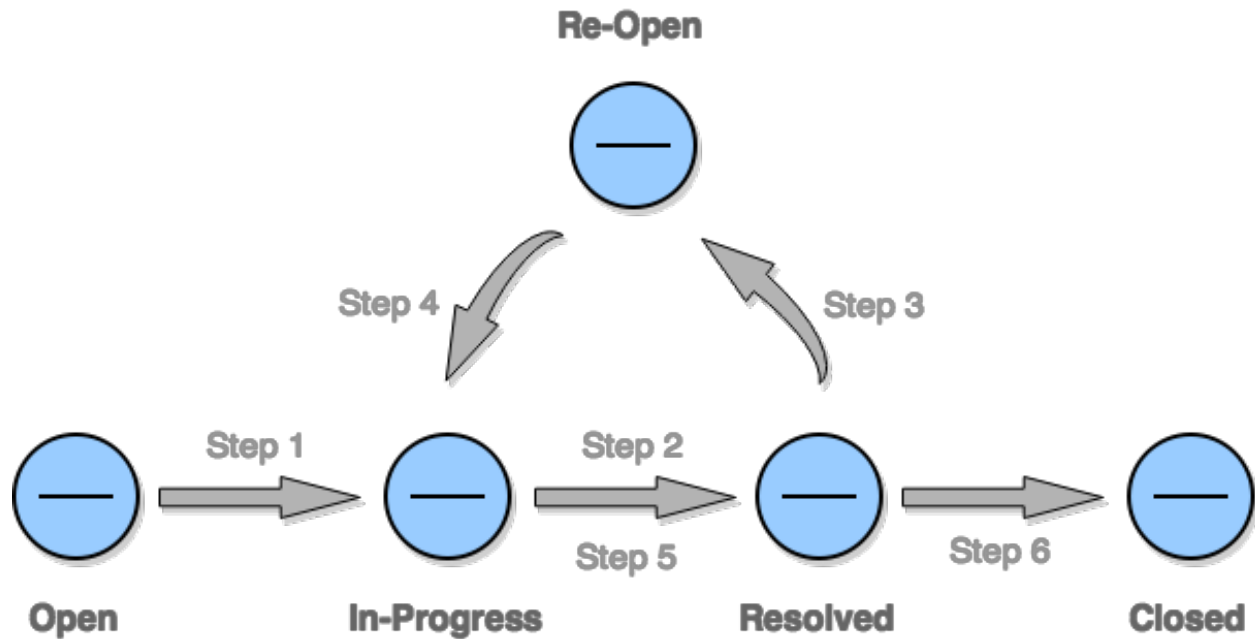 Re-Open
Step 4
Step 3
Step 1
Step 2
Step 5
Step 6
Open
In-Progress
Resolved
Closed